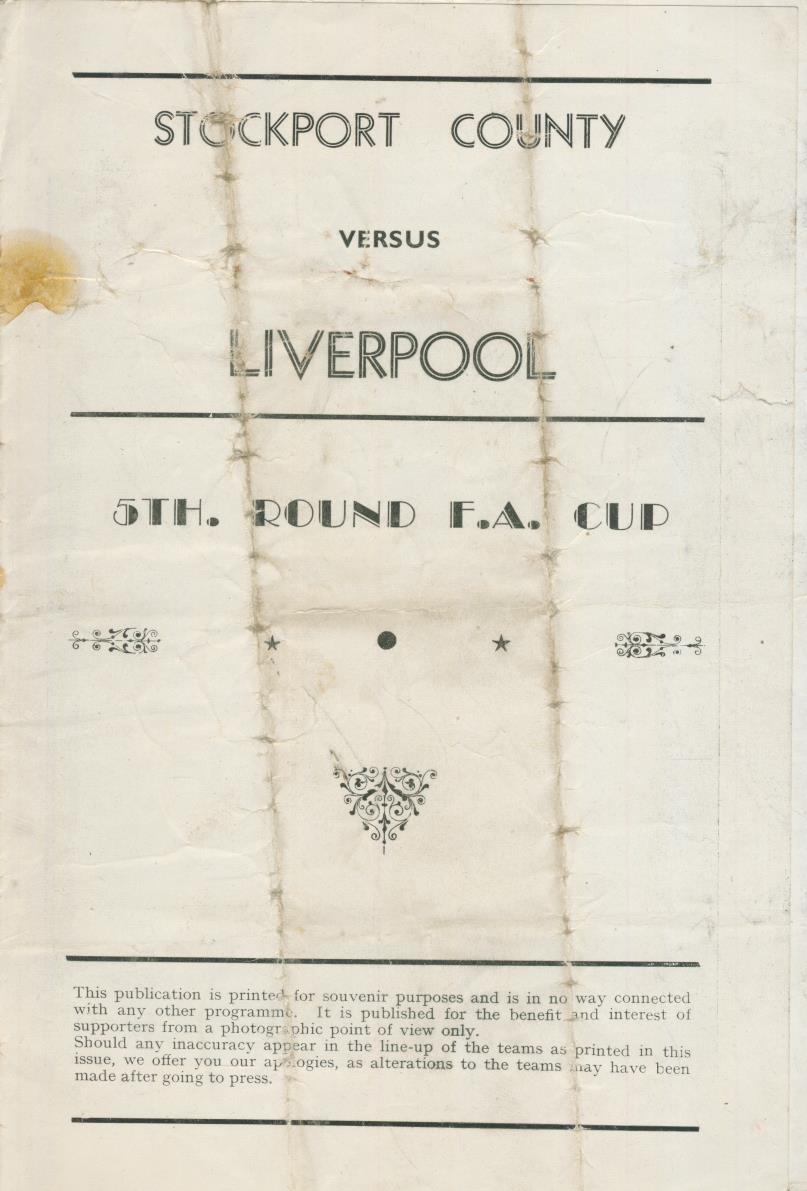 STOCKPORT COUNTY
VERSUS
LIVERPOOL
5TH. ROUND F.A. CUP
This publication is printed for souvenir purposes and is in no way connected
with any other programme. It is published for the benefit and interest of
supporters from a photographic point of view only.
Should any inaccuracy appear in the line-up of the teams as printed in this
issue, we offer you our apologies, as alterations to the teams may have been
made after going to press.